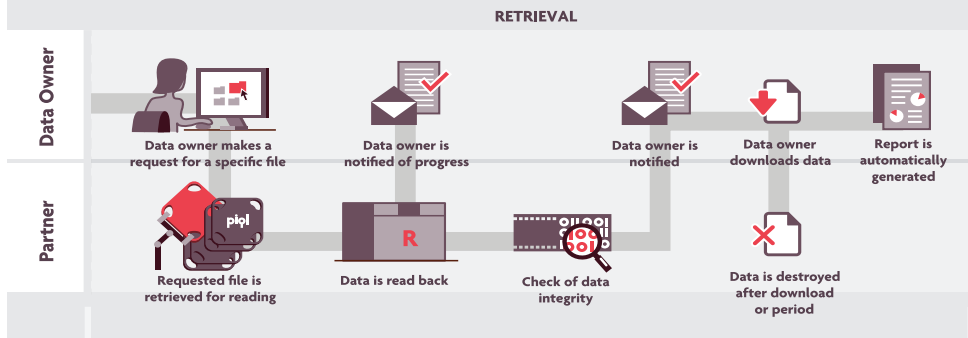 RETRIEVAL
Data Owner
Data owner makes a
request for a specific file
Data owner is
notified of progress
Data owner is
notified
Data owner
downloads data
Report is
automatically
generated
Partner
piql
Requested file is
retrieved for reading
R
Data is read back
Check of data
integrity
Data is destroyed
after download
or period